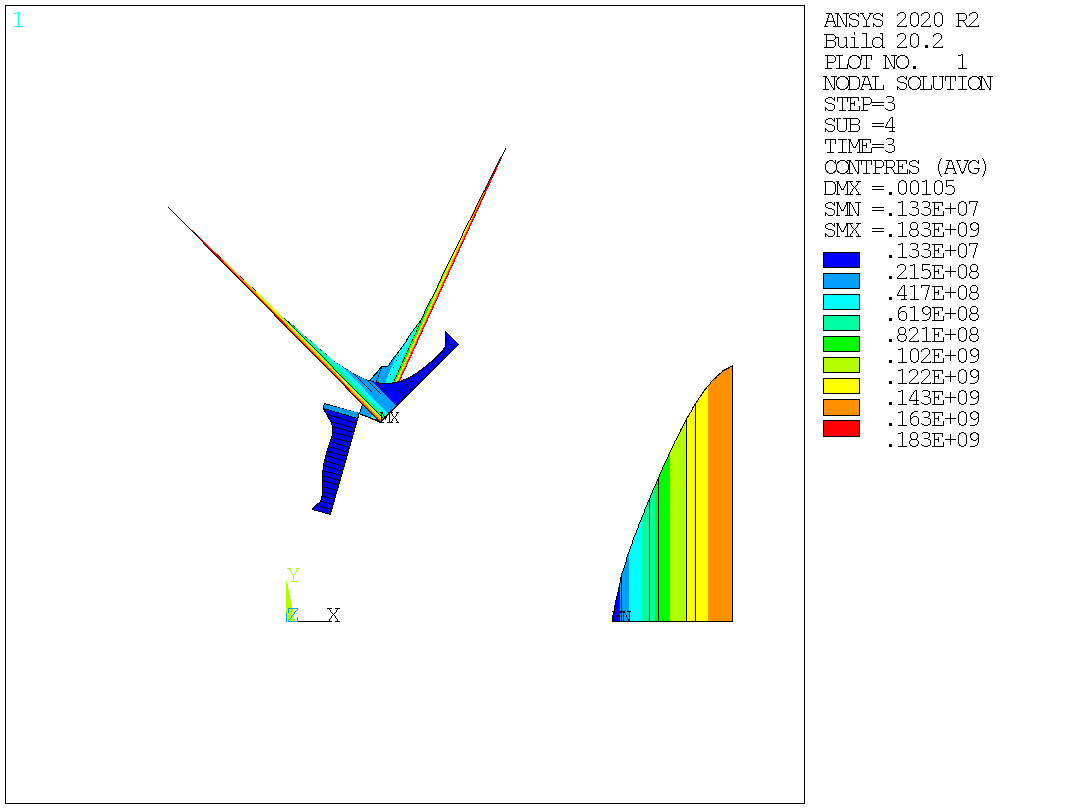 1
ANSYS 2020 R2
Build 20.2
PLOT NO.   1
NODAL SOLUTION
STEP=3
SUB =4
TIME=3
CONTPRES (AVG)
DMX =.00105
SMN =.133E+07
SMX =.183E+09
.133E+07
.215E+08
.417E+08
.619E+08
.821E+08
.102E+09
.122E+09
.143E+09
.163E+09
.183E+09
MX
Y
Z
X
MN